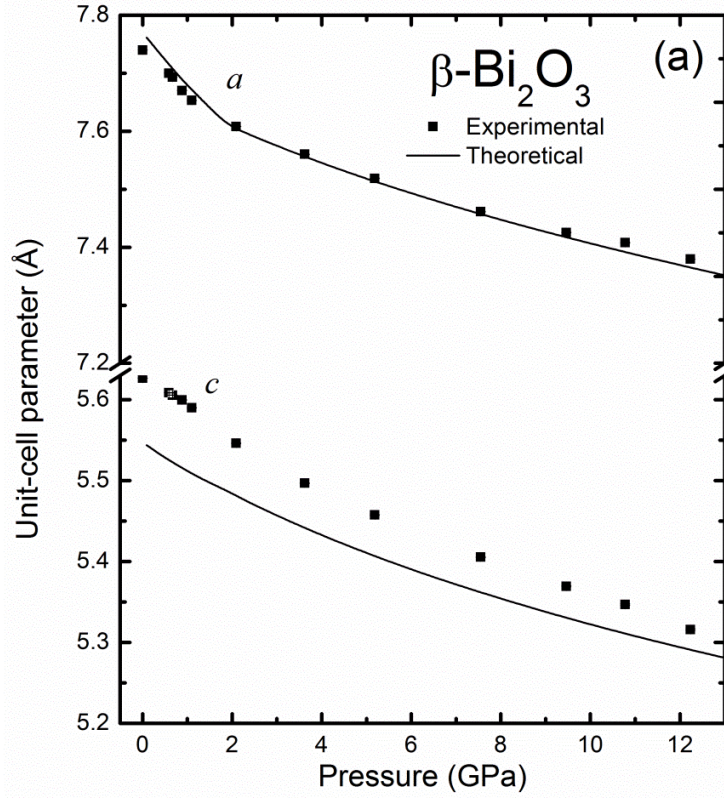 (a)
β-Bi₂O₃
Experimental
Theoretical
a
c
Unit-cell parameter (Å)
7.8
7.6
7.4
7.2
5.6
5.5
5.4
5.3
5.2
0 2 4 6 8 10 12
Pressure (GPa)